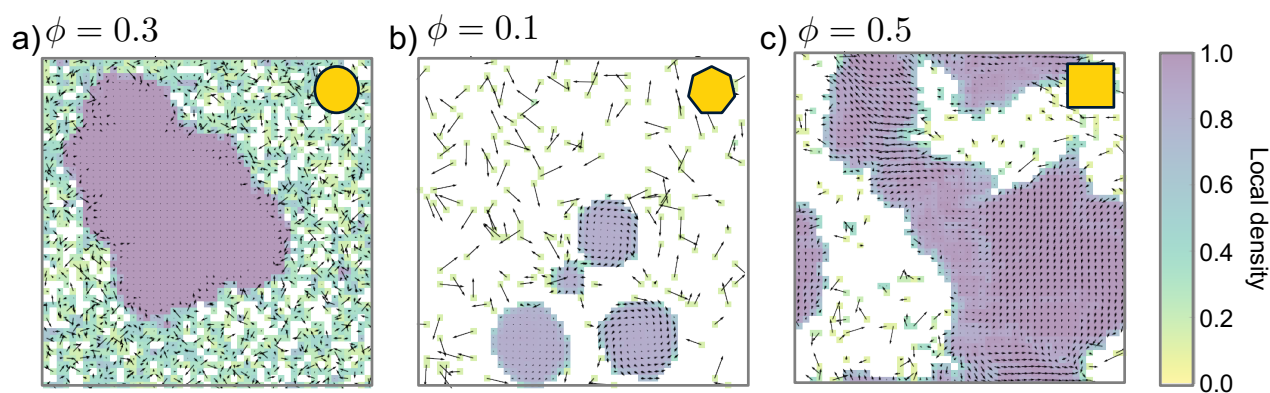 a) ϕ = 0.3
b) ϕ = 0.1
c) ϕ = 0.5
1.0
0.8
0.6
0.4
0.2
0.0
Local density